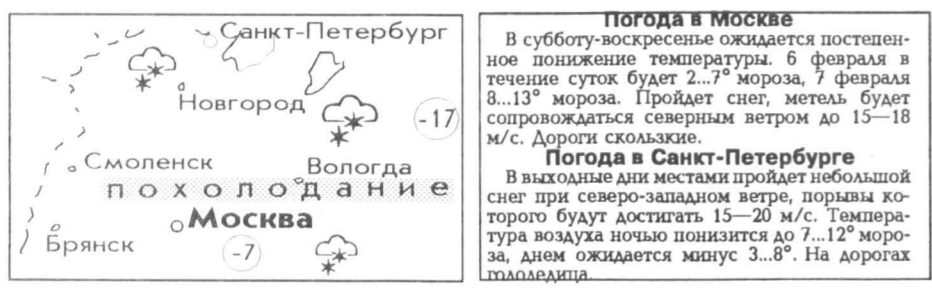 Санкт-Петербург
Новгород
-17
Смоленск
Вологда
похолодание
Москва
Брянск
-7
Погода в Москве
В субботу-воскресенье ожидается постепен-
ное понижение температуры. 6 февраля в
течение суток будет 2...7° мороза, 7 февраля
8...13° мороза. Пройдет снег, метель будет
сопровождаться северным ветром до 15—18
м/с. Дороги скользкие.
Погода в Санкт-Петербурге
В выходные дни местами пройдет небольшой
снег при северо-западном ветре, порывы ко-
торого будут достигать 15—20 м/с. Темпера-
тура воздуха ночью понизится до 7...12° моро-
за, днем ожидается минус 3...8°. На дорогах
гололедица.